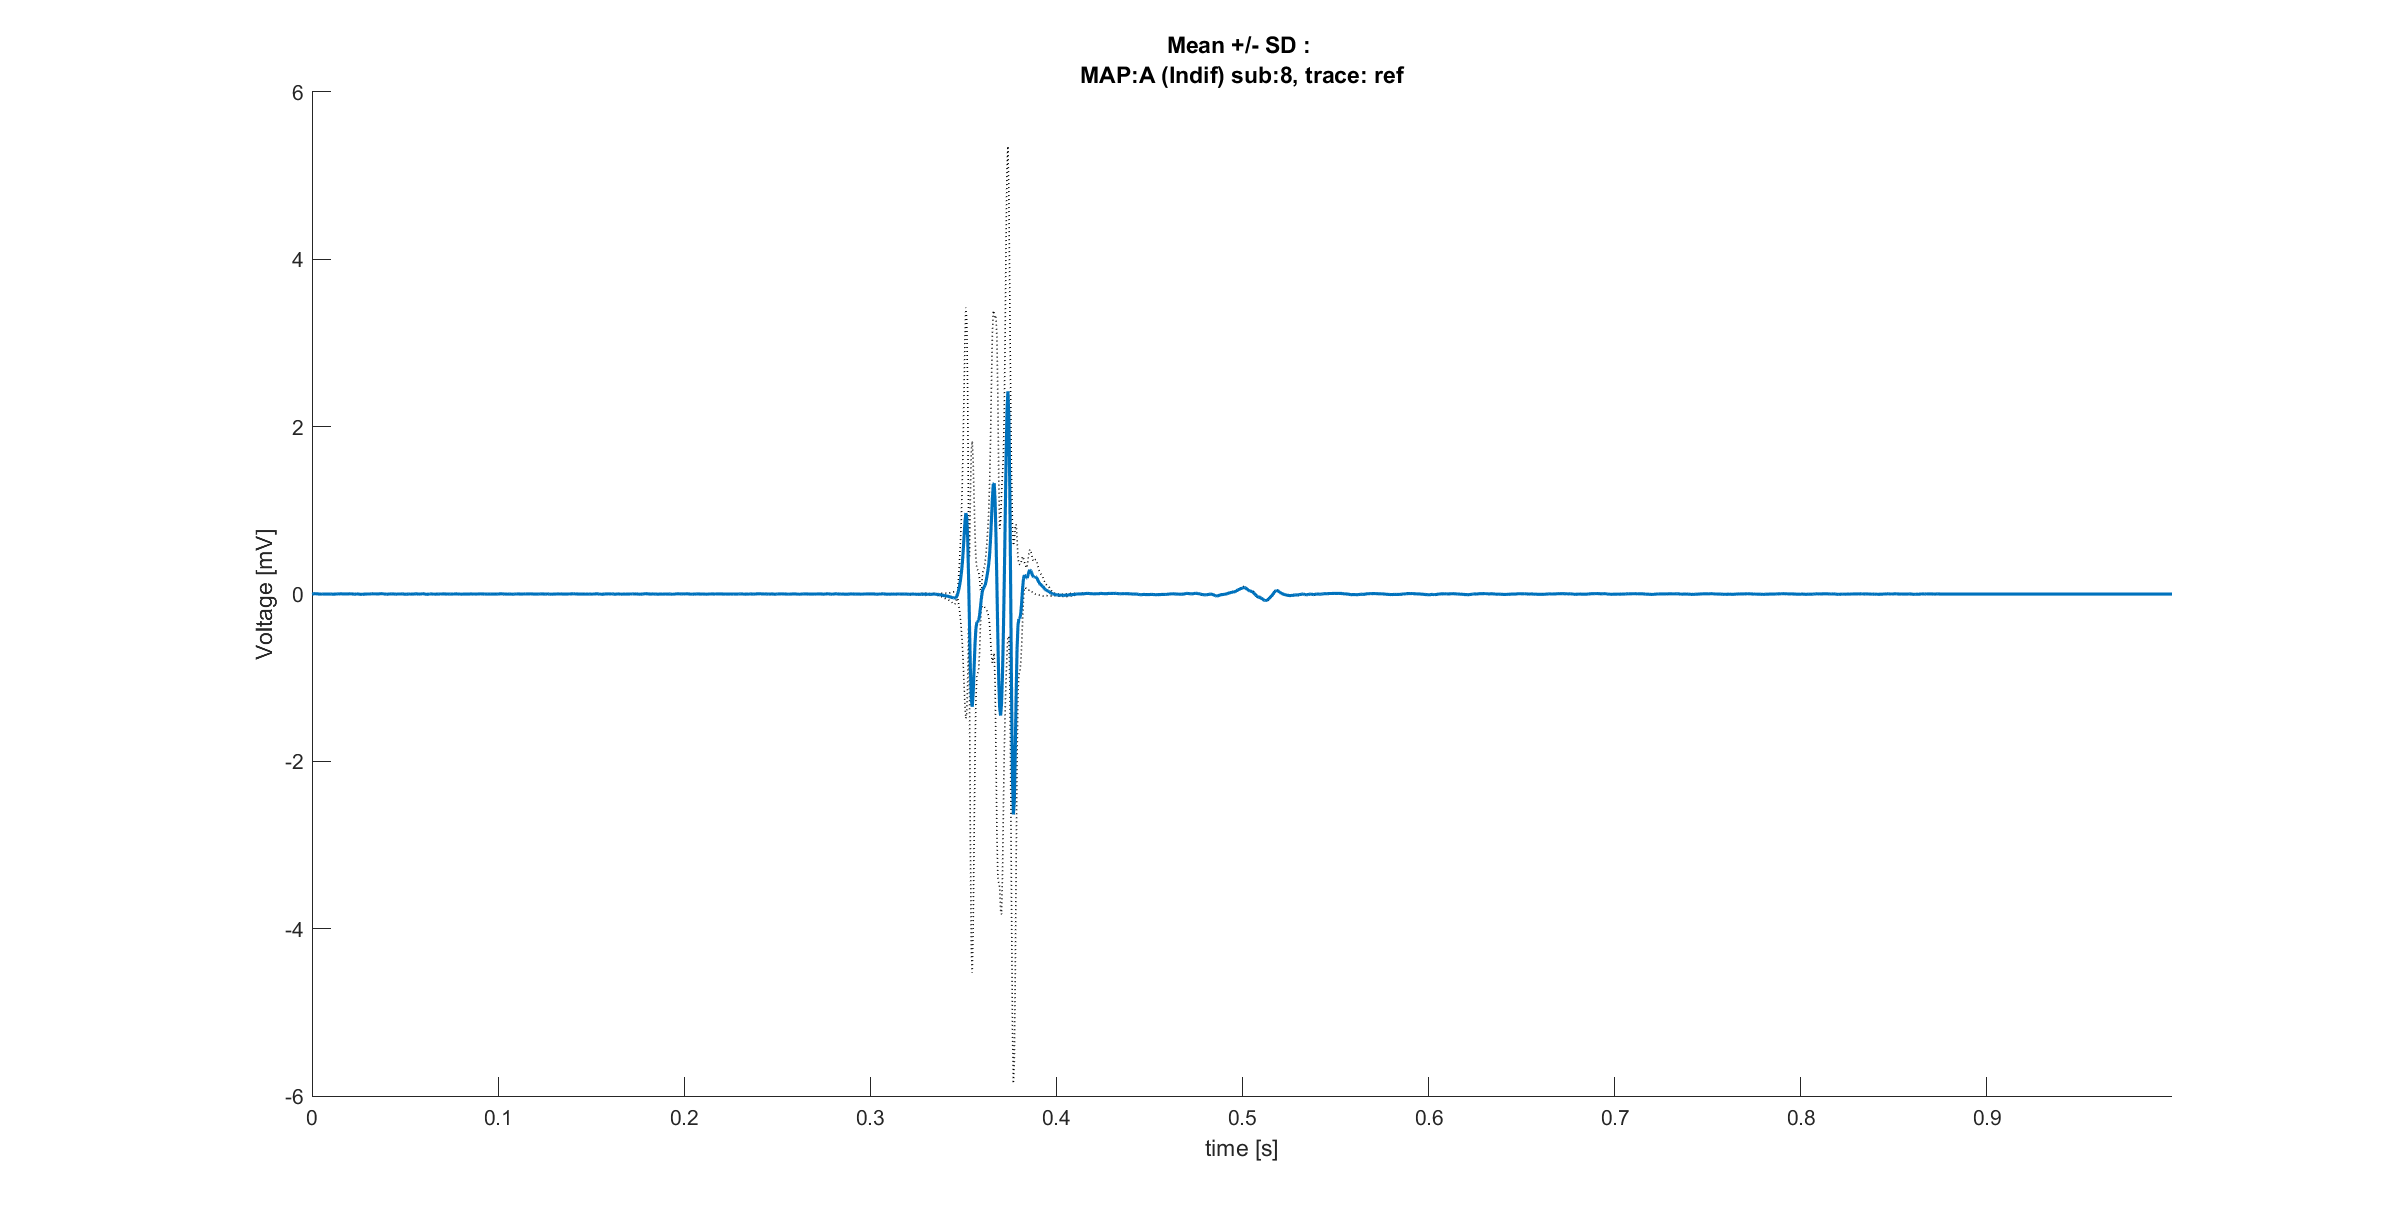 Mean +/- SD :
MAP:A (Indif) sub:8, trace: ref
6
4
2
0
-2
-4
-6
Voltage [mV]
0 0.1 0.2 0.3 0.4 0.5 0.6 0.7 0.8 0.9
time [s]